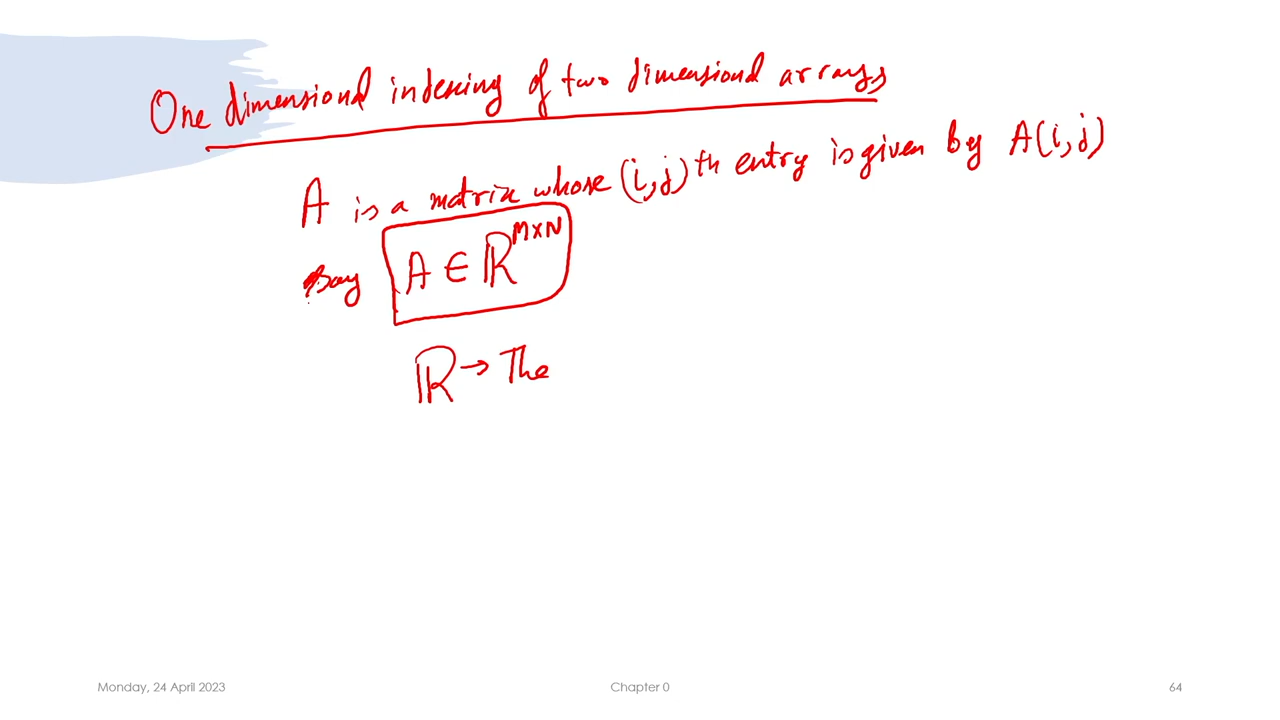 One dimensional indexing of two dimensional arrays
A is a matrix whose (i,j)th entry is given by A(i,j)
Say A ∈ ℝ^{M×N}
ℝ → The
Monday, 24 April 2023 Chapter 0 64